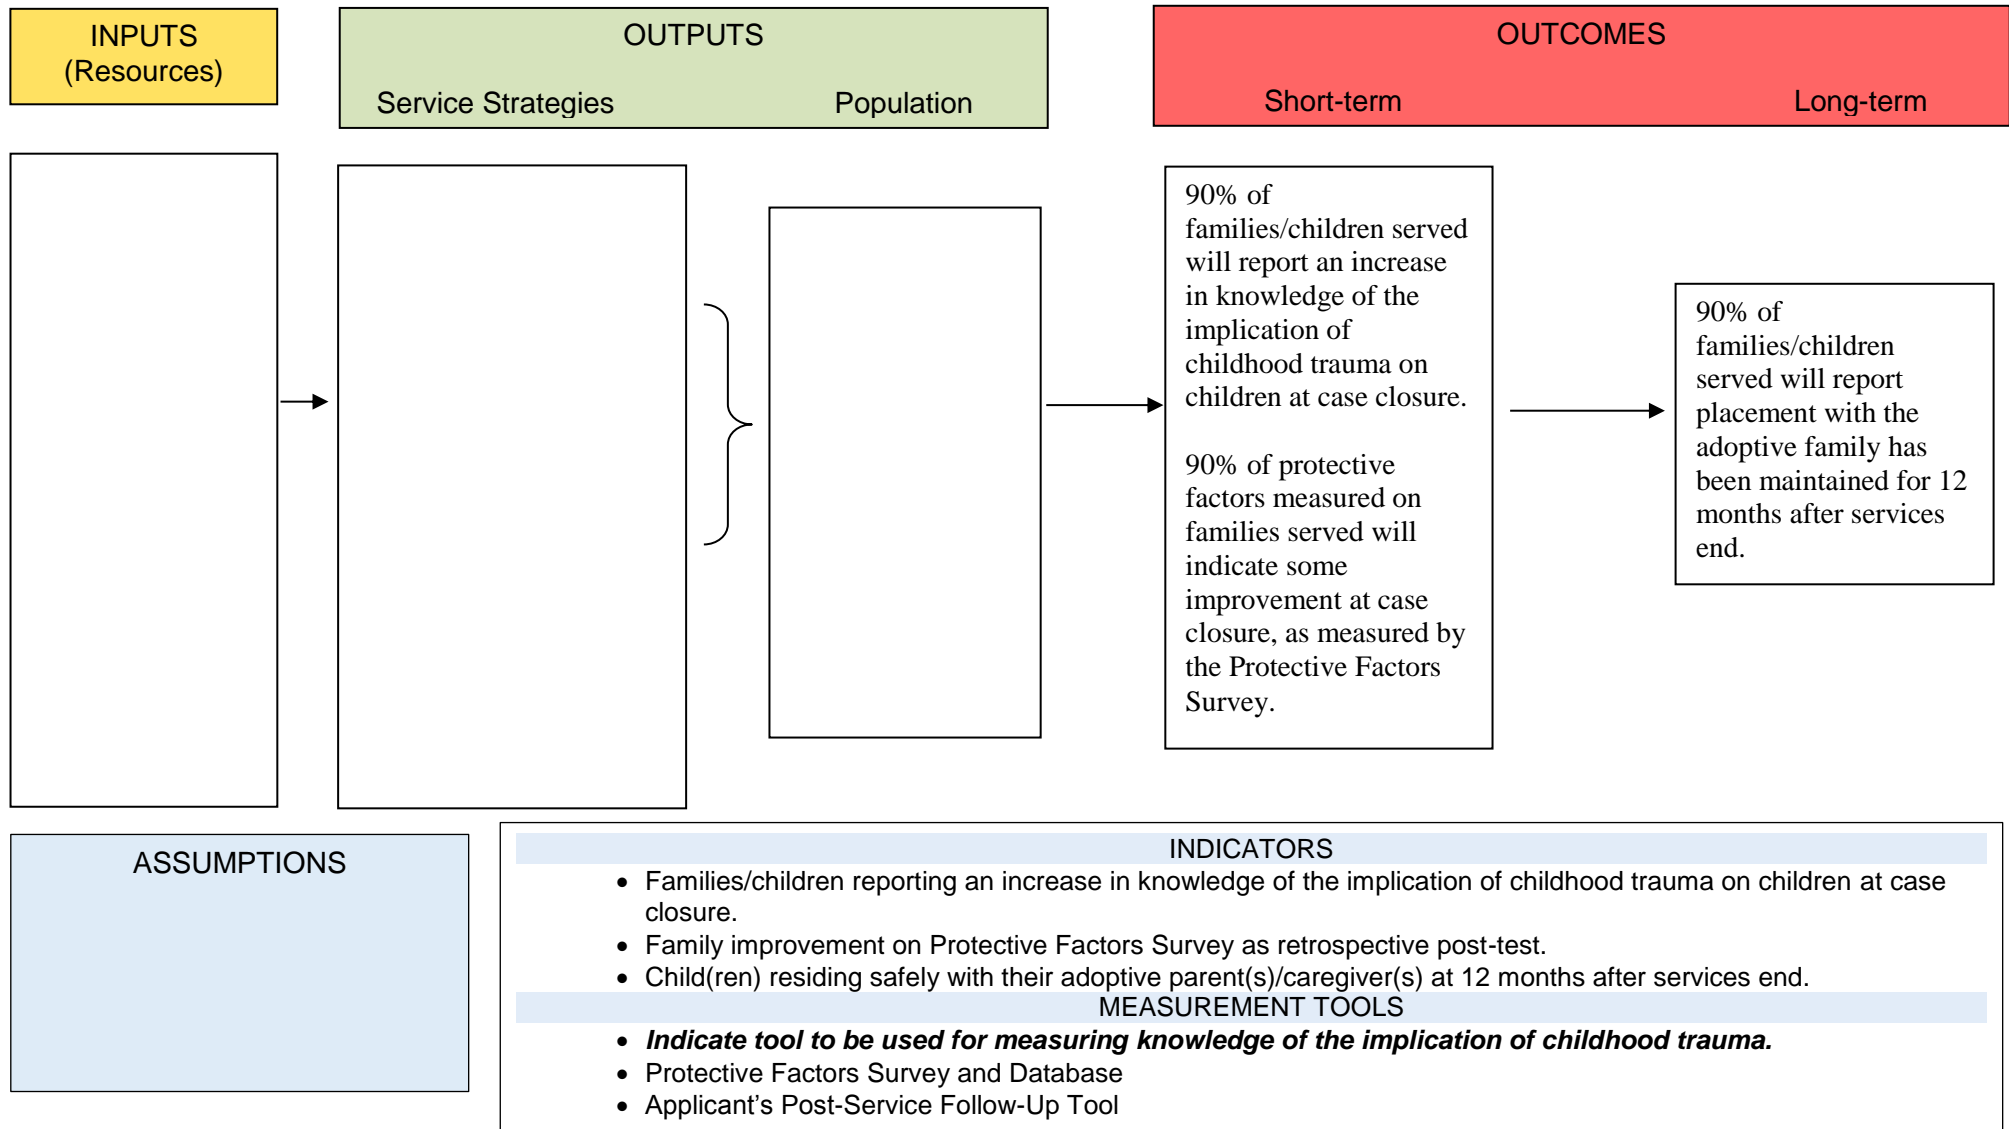 INPUTS
(Resources)
OUTPUTS
Service Strategies
Population
OUTCOMES
Short-term
Long-term
90% of
families/children served
will report an increase
in knowledge of the
implication of
childhood trauma on
children at case closure.
90% of protective
factors measured on
families served will
indicate some
improvement at case
closure, as measured by
the Protective Factors
Survey.
90% of
families/children
served will report
placement with the
adoptive family has
been maintained for 12
months after services
end.
ASSUMPTIONS
INDICATORS
• Families/children reporting an increase in knowledge of the implication of childhood trauma on children at case
closure.
• Family improvement on Protective Factors Survey as retrospective post-test.
• Child(ren) residing safely with their adoptive parent(s)/caregiver(s) at 12 months after services end.
MEASUREMENT TOOLS
• Indicate tool to be used for measuring knowledge of the implication of childhood trauma.
• Protective Factors Survey and Database
• Applicant's Post-Service Follow-Up Tool